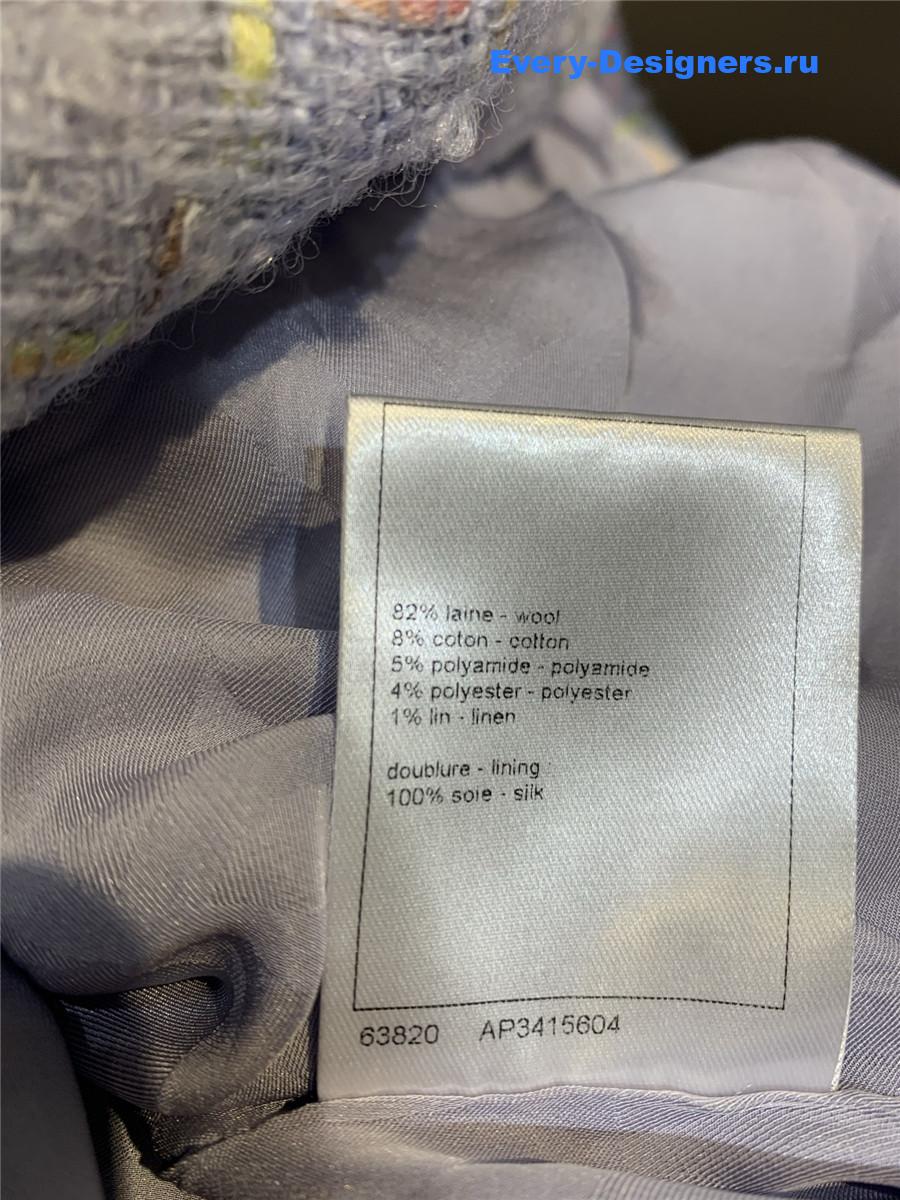 Every-Designers.ru
82% laine - wool
8% coton - cotton
5% polyamide - polyamide
4% polyester - polyester
1% lin - linen
doublure - lining :
100% soie - silk
63820 AP3415604